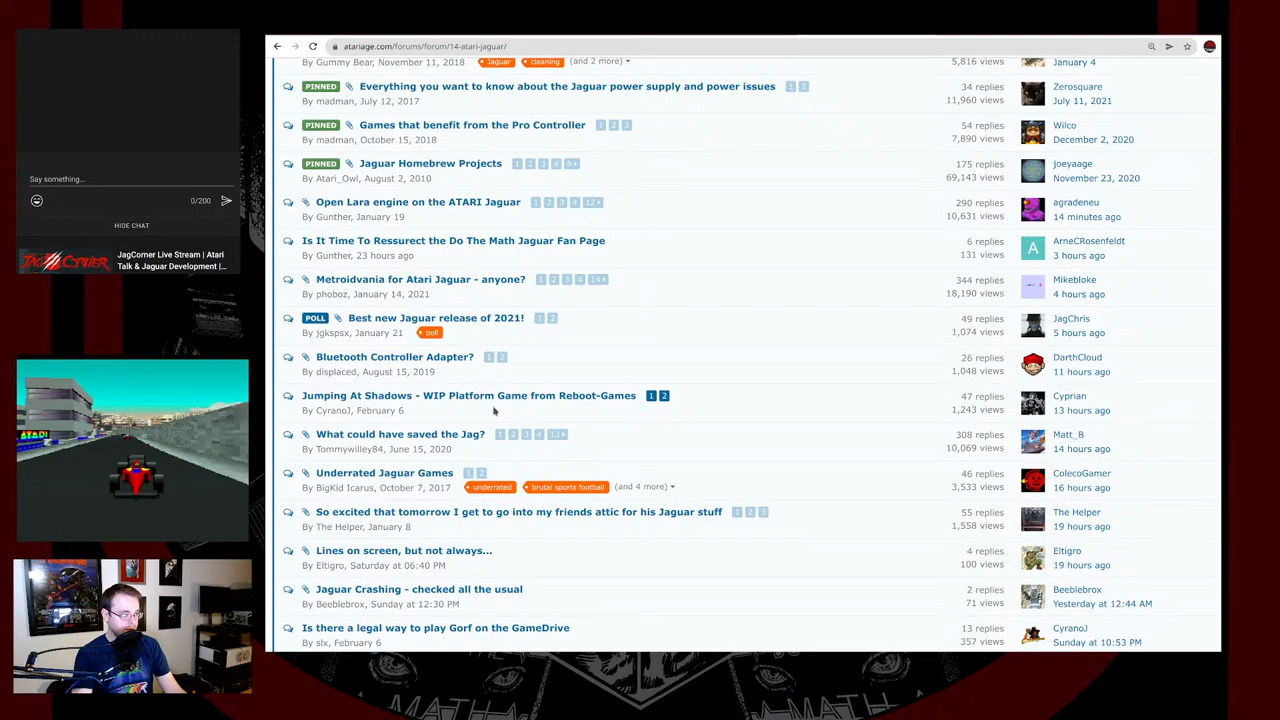 Say something...
0/200
HIDE CHAT
JagCorner Live Stream | Atari
Talk & Jaguar Development |...
JAGCORNER
ATARI
atariage.com/forums/forum/14-atari-jaguar/
By Gummy Bear, November 11, 2018 Jaguar cleaning (and 2 more) 5,816 views January 4
PINNED Everything you want to know about the Jaguar power supply and power issues 1 2 34 replies Zerosquare
By madman, July 12, 2017 11,960 views July 11, 2021
PINNED Games that benefit from the Pro Controller 1 2 3 54 replies Wilco
By madman, October 15, 2018 7,890 views December 2, 2020
PINNED Jaguar Homebrew Projects 1 2 3 4 8 175 replies joeyaage
By Atari_Owl, August 2, 2010 69,143 views November 23, 2020
Open Lara engine on the ATARI Jaguar 1 2 3 4 12 290 replies agradeneu
By Gunther, January 19 10,631 views 14 minutes ago
Is It Time To Ressurect the Do The Math Jaguar Fan Page 6 replies A ArneCRosenfeldt
By Gunther, 23 hours ago 131 views 3 hours ago
Metroidvania for Atari Jaguar - anyone? 1 2 3 4 14 344 replies Mikebloke
By phoboz, January 14, 2021 18,190 views 4 hours ago
POLL Best new Jaguar release of 2021! 1 2 49 replies JagChris
By jgkspsx, January 21 poll 1,074 views 5 hours ago
Bluetooth Controller Adapter? 1 2 26 replies DarthCloud
By displaced, August 15, 2019 1,048 views 11 hours ago
Jumping At Shadows - WIP Platform Game from Reboot-Games 1 2 47 replies Cyprian
By CyranoJ, February 6 1,243 views 13 hours ago
What could have saved the Jag? 1 2 3 4 13 308 replies Matt_B
By Tommywilley84, June 15, 2020 10,069 views 14 hours ago
Underrated Jaguar Games 1 2 46 replies ColecoGamer
By BigKid Icarus, October 7, 2017 underrated brutal sports football (and 4 more) 3,533 views 16 hours ago
So excited that tomorrow I get to go into my friends attic for his Jaguar stuff 1 2 3 55 replies The Helper
By The Helper, January 8 1,558 views 19 hours ago
Lines on screen, but not always... 4 replies Eltigro
By Eltigro, Saturday at 06:40 PM 100 views 19 hours ago
Jaguar Crashing - checked all the usual 2 replies Beeblebrox
By Beeblebrox, Sunday at 12:30 PM 71 views Yesterday at 12:44 AM
Is there a legal way to play Gorf on the GameDrive 13 replies CyranoJ
By six, February 6 357 views Sunday at 10:53 PM